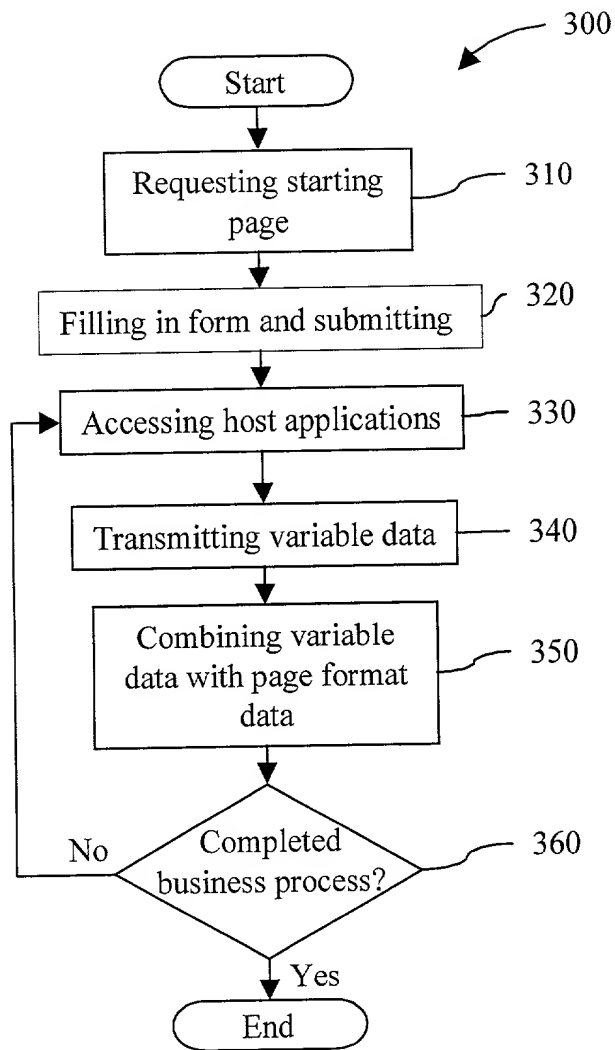 300
Start
Requesting starting
page
310
Filling in form and submitting
320
Accessing host applications
330
Transmitting variable data
340
Combining variable
data with page format
data
350
Completed
business process?
360
No
Yes
End